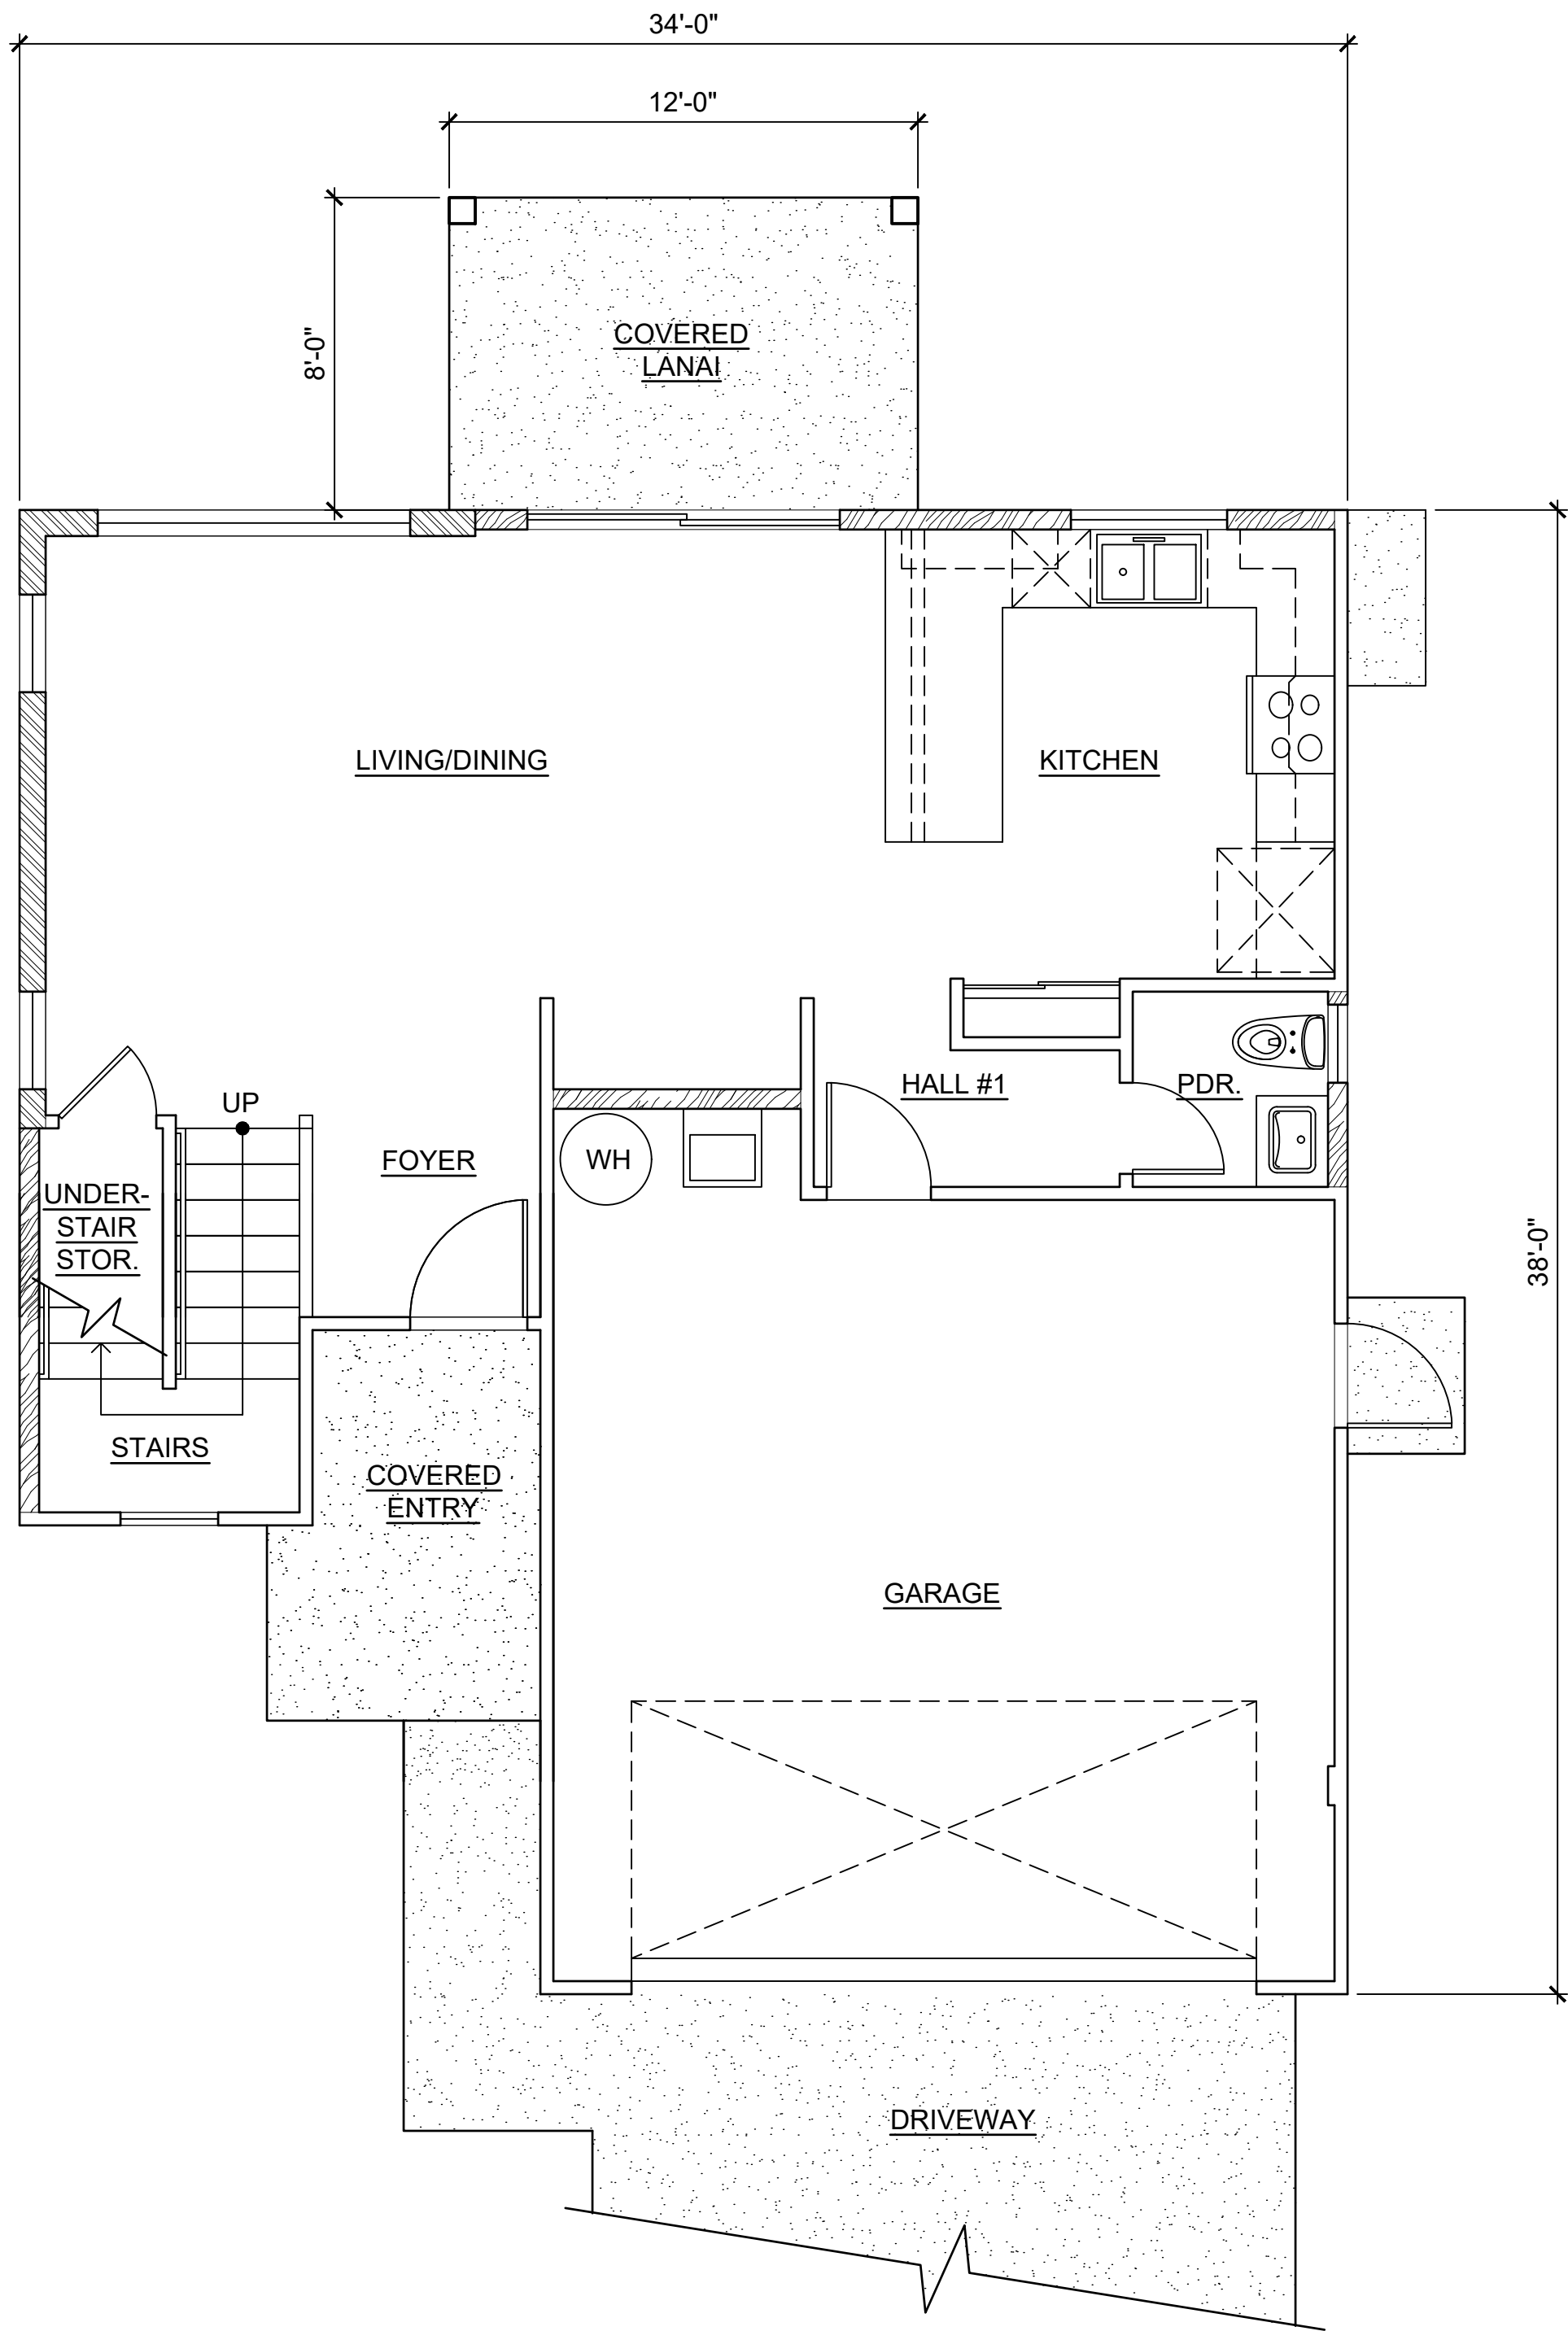 34'-0"
12'-0"
8'-0"
COVERED
LANAI
LIVING/DINING
KITCHEN
HALL #1
PDR.
UP
FOYER
WH
UNDER-
STAIR
STOR.
38'-0"
STAIRS
COVERED
ENTRY
GARAGE
DRIVEWAY